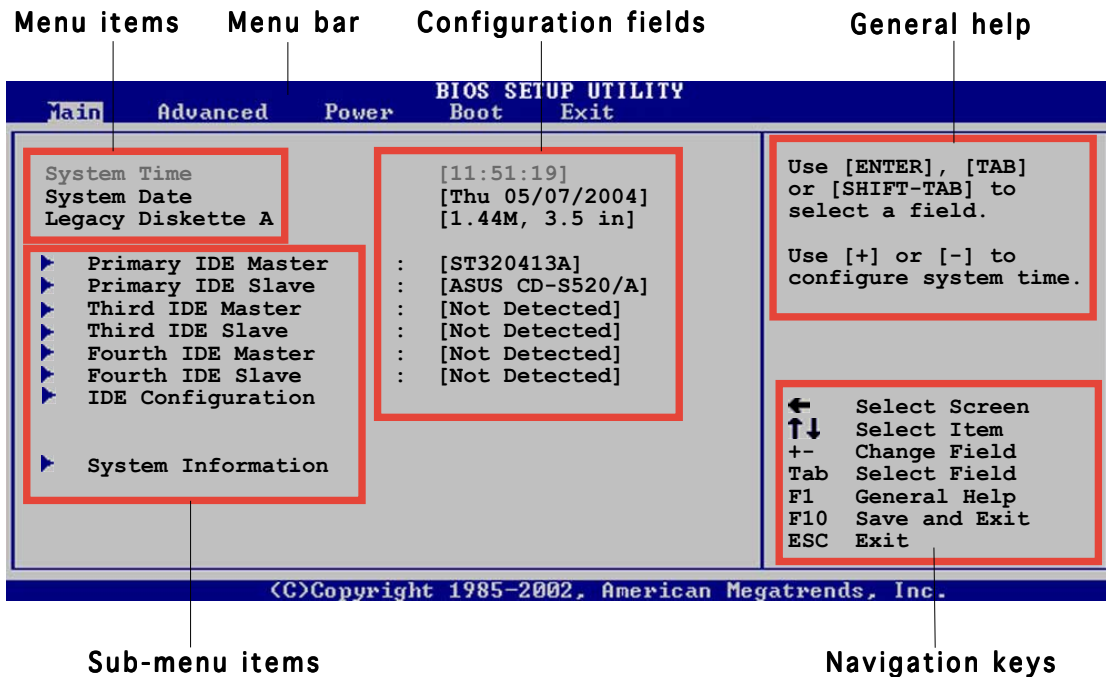 Menu items Menu bar Configuration fields General help
BIOS SETUP UTILITY
Main Advanced Power Boot Exit
System Time [11:51:19]
System Date [Thu 05/07/2004]
Legacy Diskette A [1.44M, 3.5 in]
Primary IDE Master : [ST320413A]
Primary IDE Slave : [ASUS CD-S520/A]
Third IDE Master : [Not Detected]
Third IDE Slave : [Not Detected]
Fourth IDE Master : [Not Detected]
Fourth IDE Slave : [Not Detected]
IDE Configuration
System Information
Use [ENTER], [TAB]
or [SHIFT-TAB] to
select a field.
Use [+] or [-] to
configure system time.
← Select Screen
↑↓ Select Item
+- Change Field
Tab Select Field
F1 General Help
F10 Save and Exit
ESC Exit
(C)Copyright 1985-2002, American Megatrends, Inc.
Sub-menu items Navigation keys